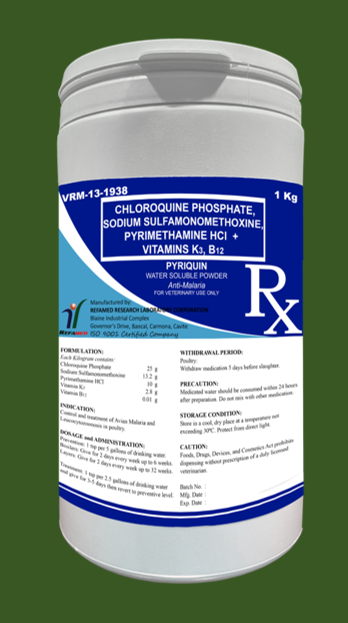 VRM-13-1938
1 Kg
CHLOROQUINE PHOSPHATE,
SODIUM SULFAMONOMETHOXINE,
PYRIMETHAMINE HCl +
VITAMINS K3, B12
PYRIQUIN
WATER SOLUBLE POWDER
Anti-Malaria
FOR VETERINARY USE ONLY
Rx
REFAMED
Manufactured by:
REFAMED RESEARCH LABORATORY
Blaine Industrial Complex
Governor's Drive, Bancal, Carmona, Cavite
ISO 9001 Certified Company
FORMULATION:
Each Kilogram contains:
Chloroquine Phosphate 25 g
Sodium Sulfamonomethoxine 13.2 g
Pyrimethamine HCl 10 g
Vitamin K3 2.8 g
Vitamin B12 0.01 g
INDICATION:
Control and treatment of Avian Malaria and
Leucocytozoonosis in poultry.
DOSAGE and ADMINISTRATION:
Prevention: 1 tsp per 5 gallons of drinking water.
Broilers: Give for 2 days every week up to 6 weeks.
Layers: Give for 2 days every week up to 32 weeks.
Treatment: 1 tsp per 2.5 gallons of drinking water
and give for 3-5 days then revert to preventive level.
WITHDRAWAL PERIOD:
Poultry:
Withdraw medication 5 days before slaughter.
PRECAUTION:
Medicated water should be consumed within 24 hours
after preparation. Do not mix with other medication.
STORAGE CONDITION:
Store in a cool, dry place at a temperature not
exceeding 30°C. Protect from direct light.
CAUTION:
Foods, Drugs, Devices, and Cosmetics Act prohibits
dispensing without prescription of a duly licensed
veterinarian.
Batch No. :
Mfg. Date :
Exp. Date :